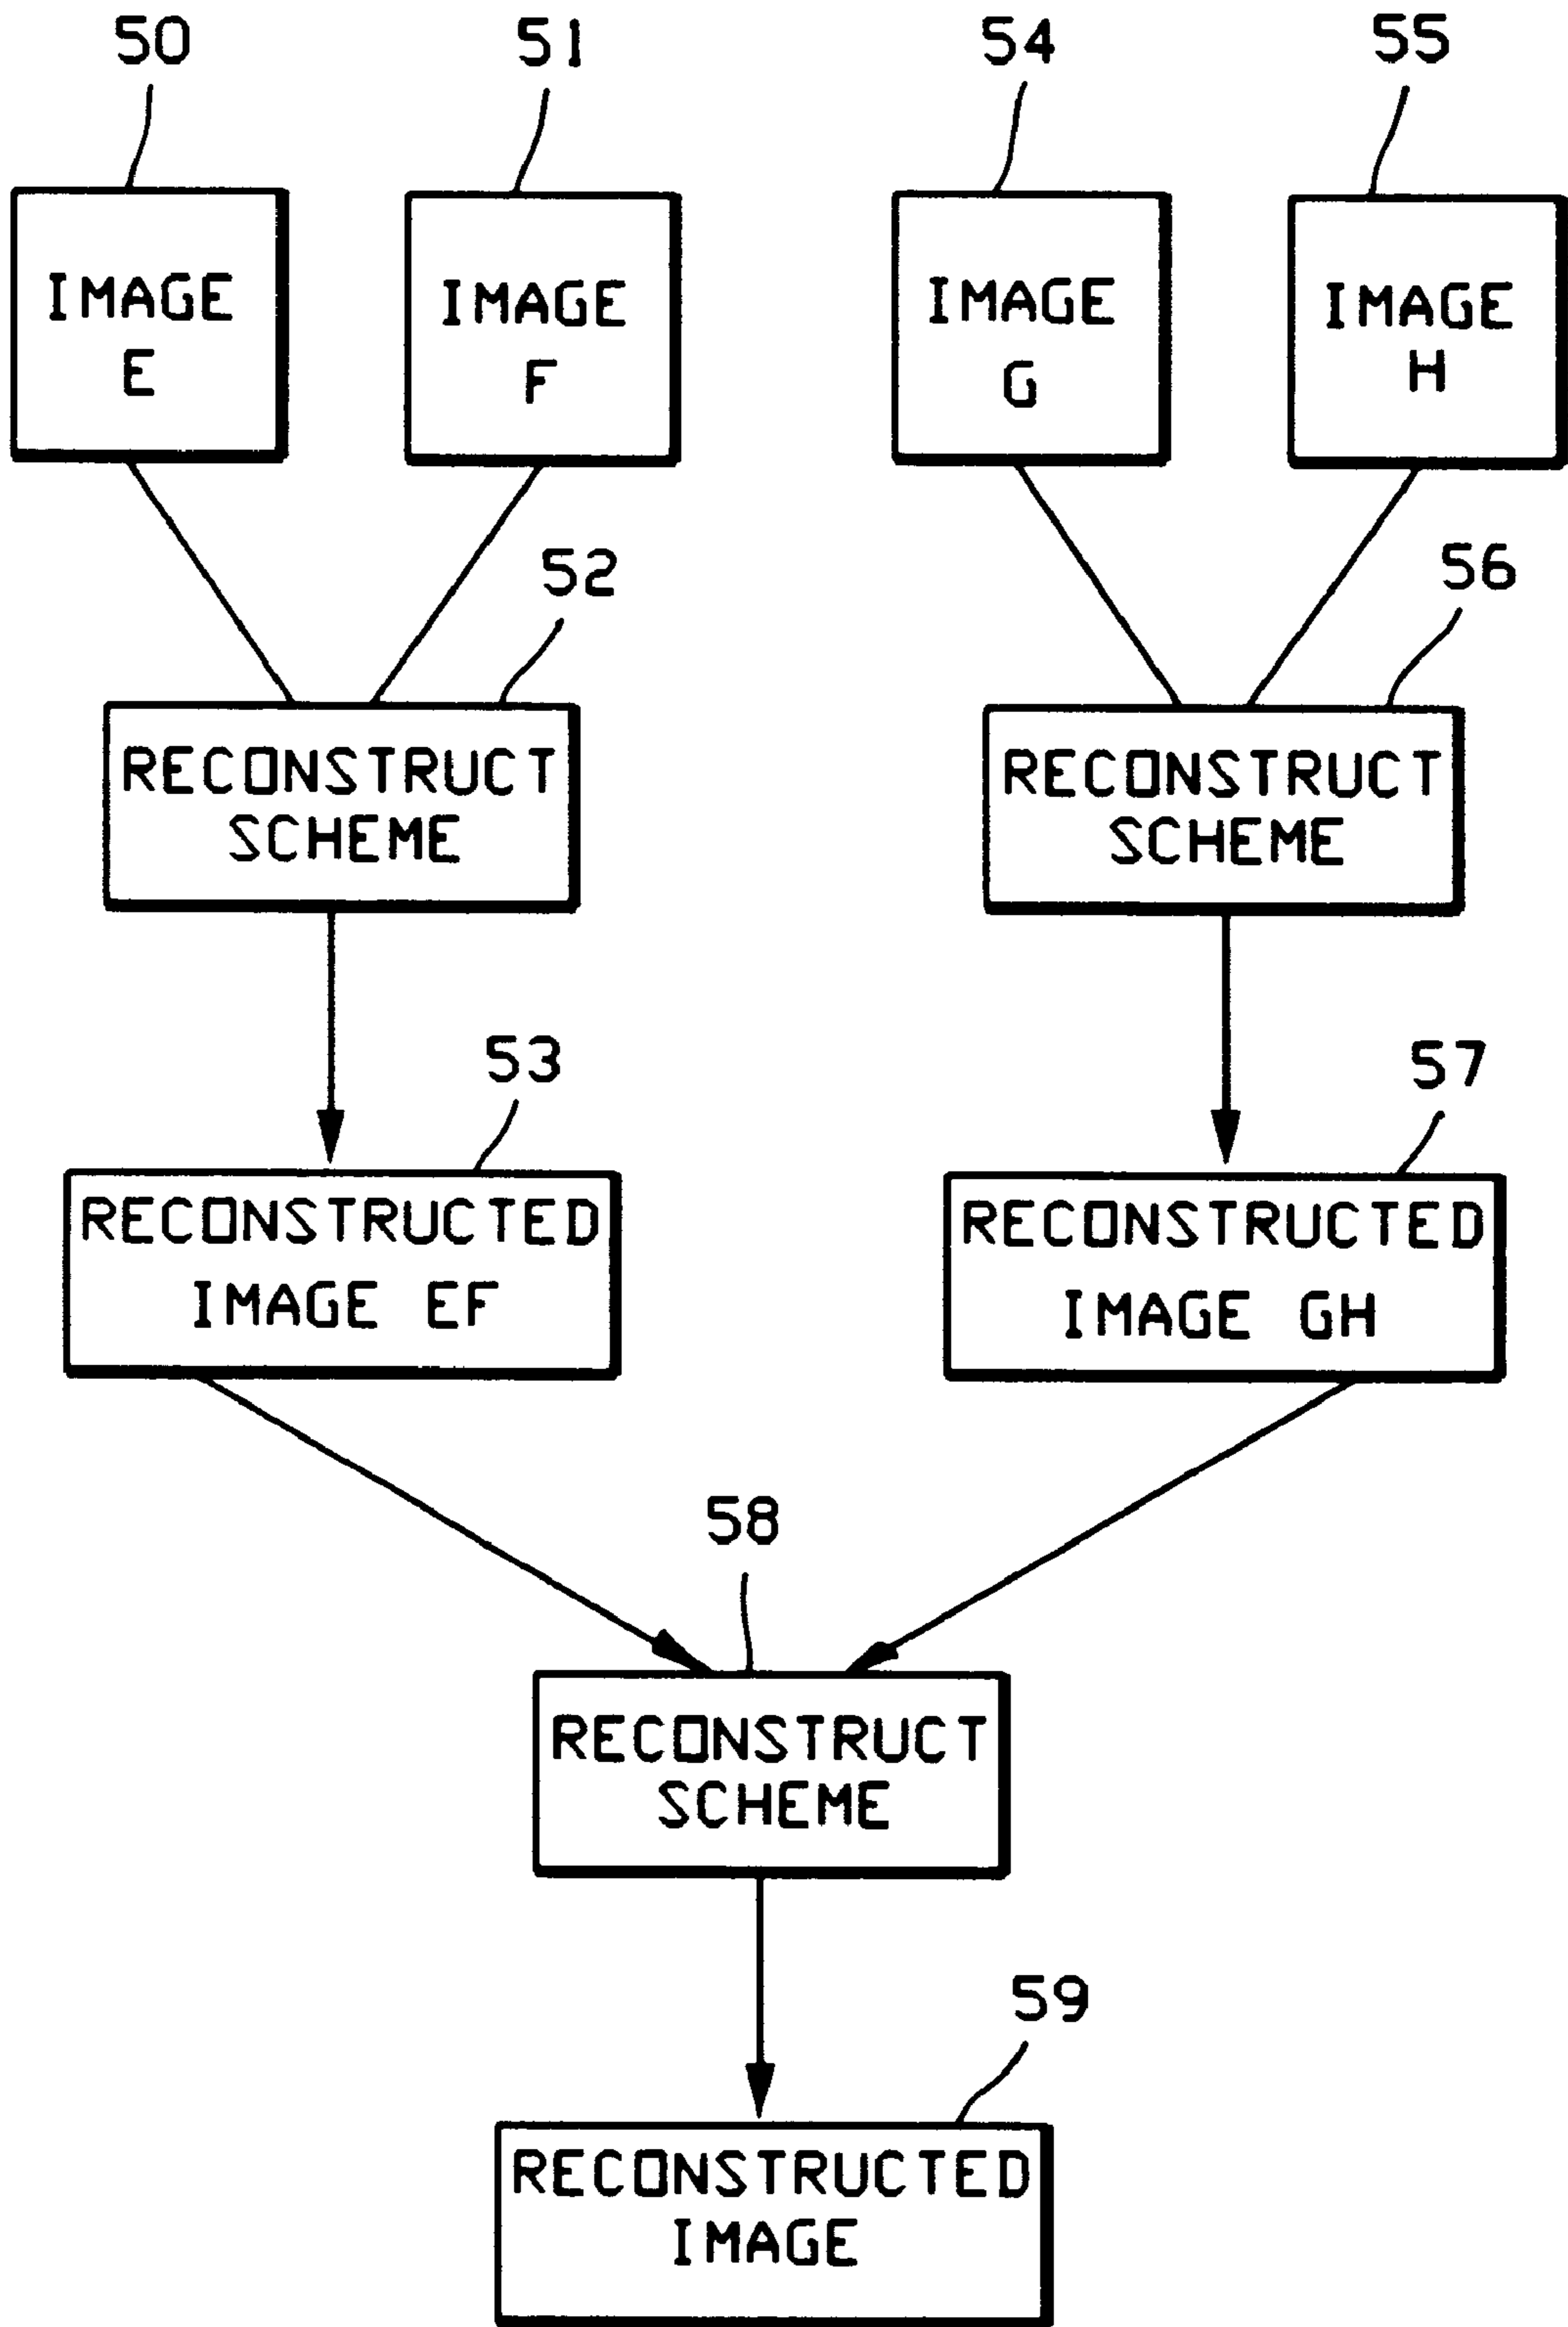 50
51
54
55
IMAGE
E
IMAGE
F
IMAGE
G
IMAGE
H
52
56
RECONSTRUCT
SCHEME
RECONSTRUCT
SCHEME
53
57
RECONSTRUCTED
IMAGE EF
RECONSTRUCTED
IMAGE GH
58
RECONSTRUCT
SCHEME
59
RECONSTRUCTED
IMAGE